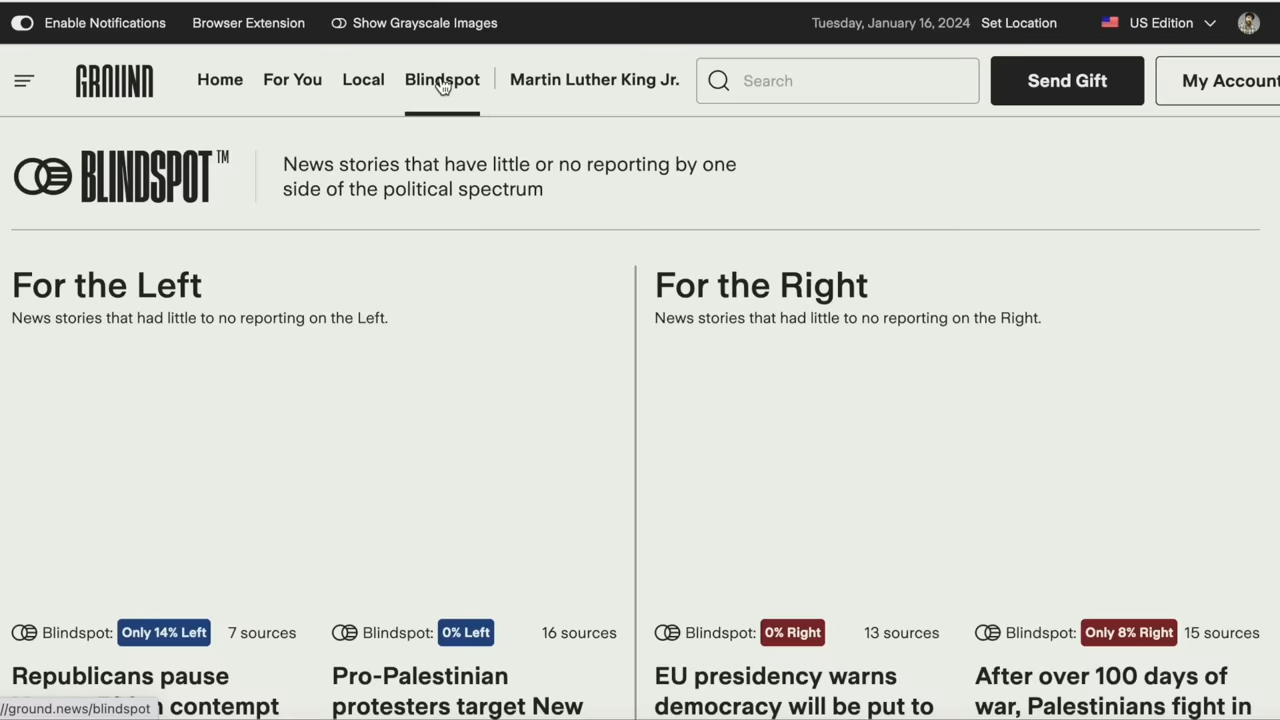 Enable Notifications Browser Extension Show Grayscale Images Tuesday, January 16, 2024 Set Location US Edition
GROUND Home For You Local Blindspot Martin Luther King Jr. Search Send Gift My Account
BLINDSPOT™
News stories that have little or no reporting by one
side of the political spectrum
For the Left
News stories that had little to no reporting on the Left.
Blindspot: Only 14% Left 7 sources
Republicans pause
contempt
Blindspot: 0% Left 16 sources
Pro-Palestinian
protesters target New
For the Right
News stories that had little to no reporting on the Right.
Blindspot: 0% Right 13 sources
EU presidency warns
democracy will be put to
Blindspot: Only 8% Right 15 sources
After over 100 days of
war, Palestinians fight in
//ground.news/blindspot